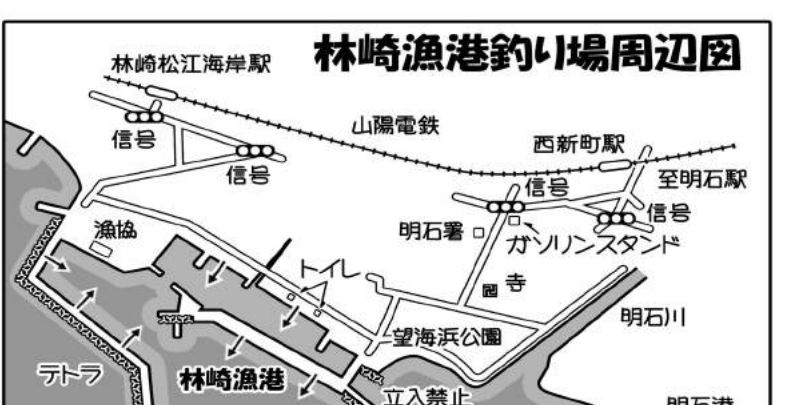 林崎漁港釣り場周辺図
林崎松江海岸駅
山陽電鉄
西新町駅
信号
信号
信号
至明石駅
信号
漁協
明石署
ガソリンスタンド
トイレ
寺
明石川
望海浜公園
テトラ
林崎漁港
立入禁止
明石港